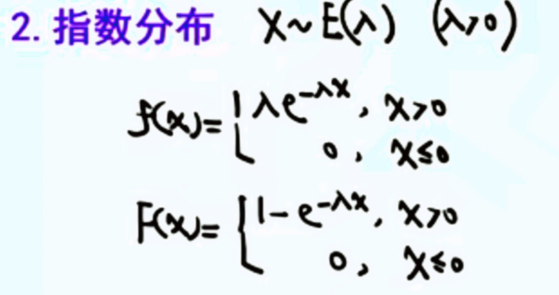 2. 指数分布 X~E(λ) (λ>0)
f(x)= { λe^{-λx}, x>0
0, x≤0
F(x)= { 1-e^{-λx}, x>0
0, x≤0